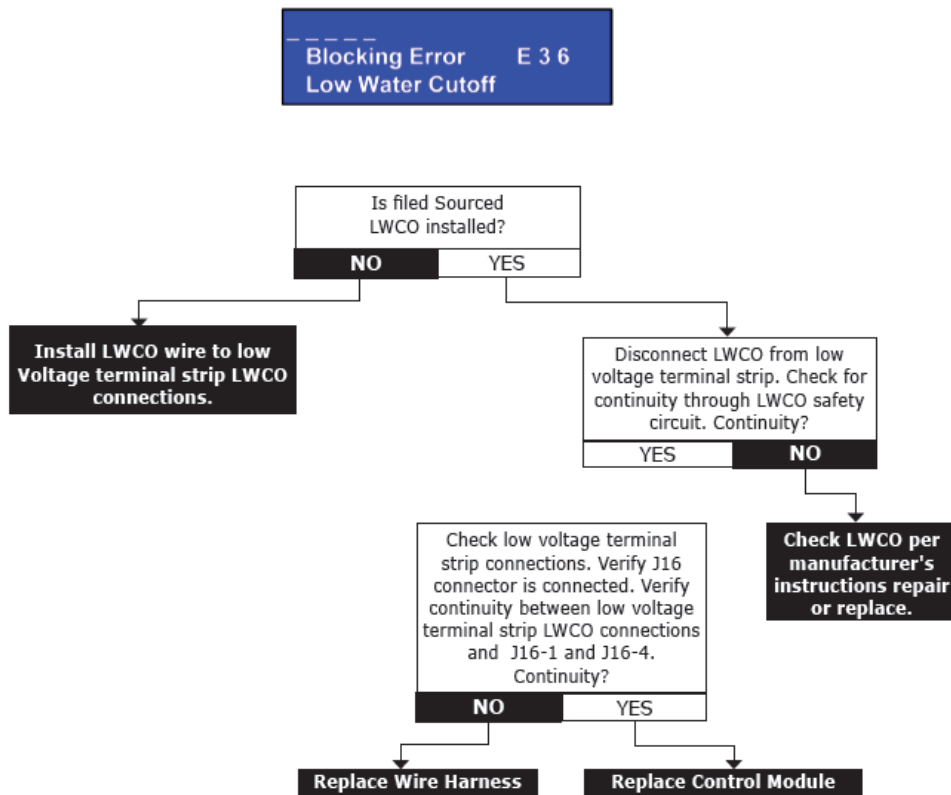 _ _ _ _ _
Blocking Error E 3 6
Low Water Cutoff
Is filed Sourced
LWCO installed?
NO YES
Install LWCO wire to low
Voltage terminal strip LWCO
connections.
Disconnect LWCO from low
voltage terminal strip. Check for
continuity through LWCO safety
circuit. Continuity?
YES NO
Check low voltage terminal
strip connections. Verify J16
connector is connected. Verify
continuity between low voltage
terminal strip LWCO connections
and J16-1 and J16-4.
Continuity?
NO YES
Check LWCO per
manufacturer's
instructions repair
or replace.
Replace Wire Harness
Replace Control Module